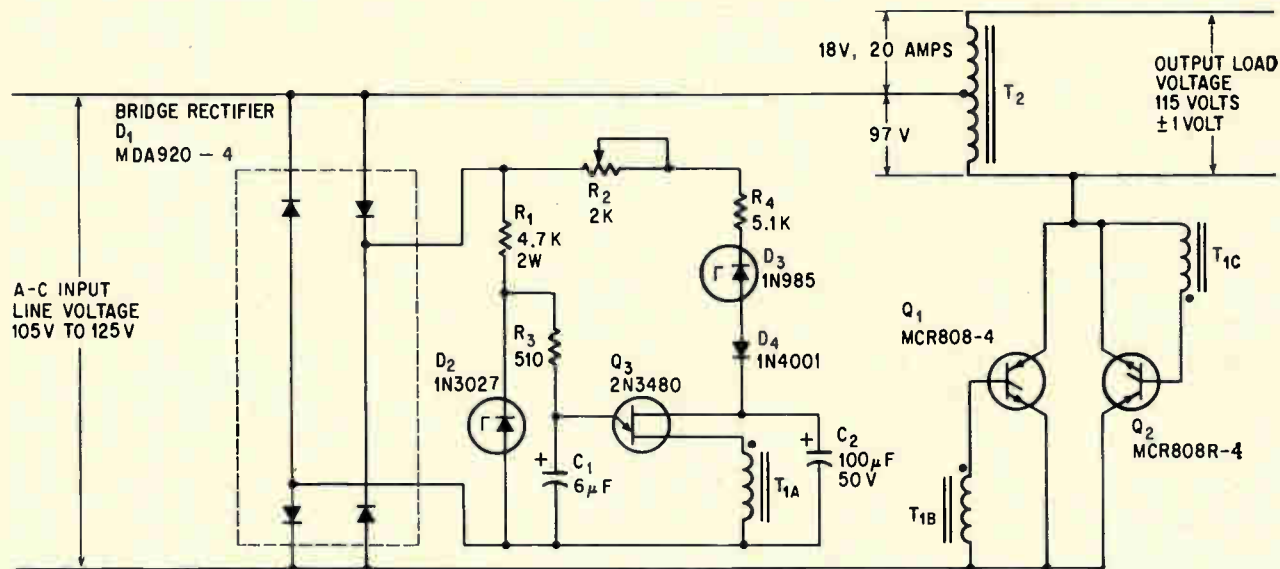 18V, 20 AMPS
97 V
T2
OUTPUT LOAD
VOLTAGE
115 VOLTS
±1 VOLT
BRIDGE RECTIFIER
D1
MDA920-4
A-C INPUT
LINE VOLTAGE
105V TO 125V
R1
4.7K
2W
R2
2K
R4
5.1K
D3
1N985
D4
1N4001
R3
510
D2
1N3027
Q3
2N3480
+
C1
6μF
T1A
+
C2
100μF
50V
Q1
MCR808-4
T1C
Q2
MCR808R-4
T1B